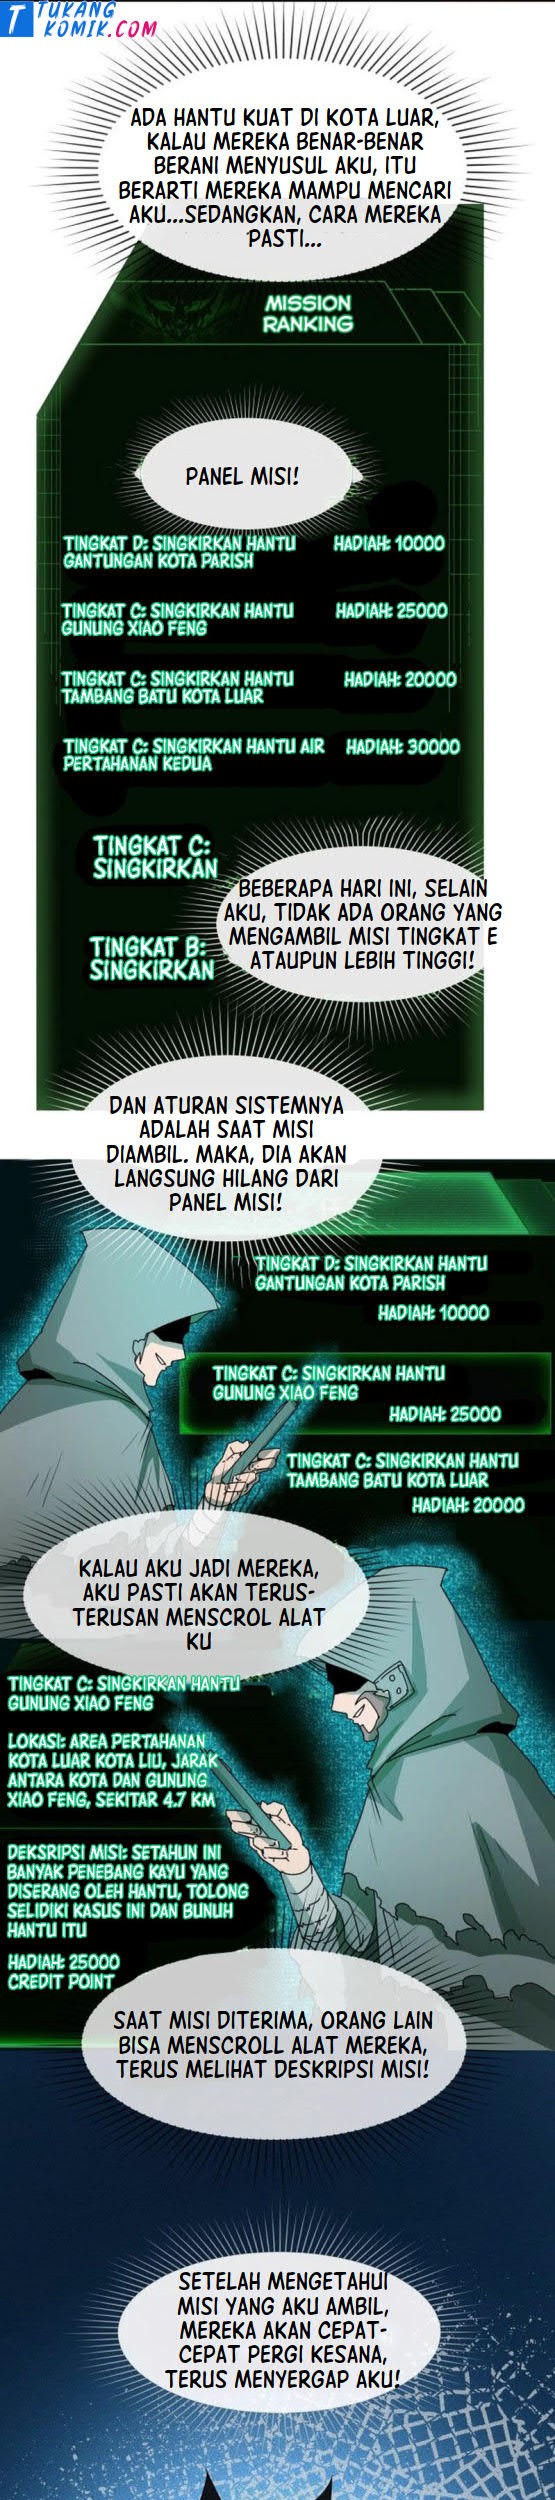 TUKANG
KOMIK.COM
ADA HANTU KUAT DI KOTA LUAR,
KALAU MEREKA BENAR-BENAR
BERANI MENYUSUL AKU, ITU
BERARTI MEREKA MAMPU MENCARI
AKU...SEDANGKAN, CARA MEREKA
PASTI...
MISSION
RANKING
PANEL MISI!
TINGKAT D: SINGKIRKAN HANTU HADIAH: 10000
GANTUNGAN KOTA PARISH
TINGKAT C: SINGKIRKAN HANTU HADIAH: 25000
GUNUNG XIAO FENG
TINGKAT C: SINGKIRKAN HANTU HADIAH: 20000
TAMBANG BATU KOTA LUAR
TINGKAT C: SINGKIRKAN HANTU AIR HADIAH: 30000
PERTAHANAN KEDUA
TINGKAT C:
SINGKIRKAN
BEBERAPA HARI INI, SELAIN
AKU, TIDAK ADA ORANG YANG
MENGAMBIL MISI TINGKAT E
ATAUPUN LEBIH TINGGI!
TINGKAT B:
SINGKIRKAN
DAN ATURAN SISTEMNYA
ADALAH SAAT MISI
DIAMBIL. MAKA, DIA AKAN
LANGSUNG HILANG DARI
PANEL MISI!
TINGKAT D: SINGKIRKAN HANTU
GANTUNGAN KOTA PARISH
HADIAH: 10000
TINGKAT C: SINGKIRKAN HANTU
GUNUNG XIAO FENG
HADIAH: 25000
TINGKAT C: SINGKIRKAN HANTU
TAMBANG BATU KOTA LUAR
HADIAH: 20000
KALAU AKU JADI MEREKA,
AKU PASTI AKAN TERUS-
TERUSAN MENSCROL ALAT
KU
TINGKAT C: SINGKIRKAN HANTU
GUNUNG XIAO FENG
LOKASI: AREA PERTAHANAN
KOTA LUAR KOTA LIU, JARAK
ANTARA KOTA DAN GUNUNG
XIAO FENG, SEKITAR 4.7 KM
DEKSRIPSI MISI: SETAHUN INI
BANYAK PENEBANG KAYU YANG
DISERANG OLEH HANTU, TOLONG
SELIDIKI KASUS INI DAN BUNUH
HANTU ITU
HADIAH: 25000
CREDIT POINT
SAAT MISI DITERIMA, ORANG LAIN
BISA MENSCROLL ALAT MEREKA,
TERUS MELIHAT DESKRIPSI MISI!
SETELAH MENGETAHUI
MISI YANG AKU AMBIL,
MEREKA AKAN CEPAT-
CEPAT PERGI KESANA,
TERUS MENYERGAP AKU!